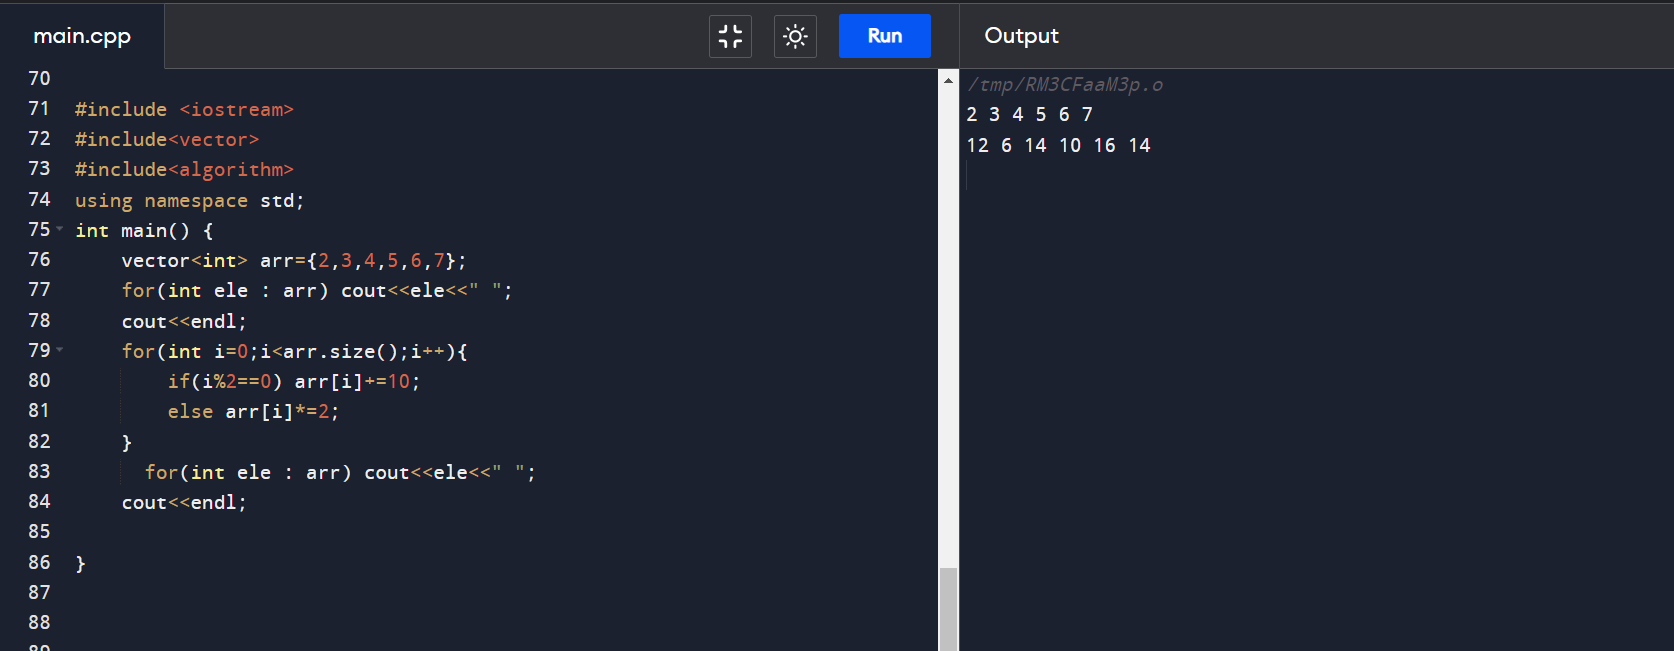 main.cpp
Run
Output
70
71 #include <iostream>
72 #include<vector>
73 #include<algorithm>
74 using namespace std;
75 int main() {
76     vector<int> arr={2,3,4,5,6,7};
77     for(int ele : arr) cout<<ele<<" ";
78     cout<<endl;
79     for(int i=0;i<arr.size();i++){
80         if(i%2==0) arr[i]+=10;
81         else arr[i]*=2;
82     }
83       for(int ele : arr) cout<<ele<<" ";
84     cout<<endl;
85
86 }
87
88
89
/tmp/RM3CFaaM3p.o
2 3 4 5 6 7
12 6 14 10 16 14